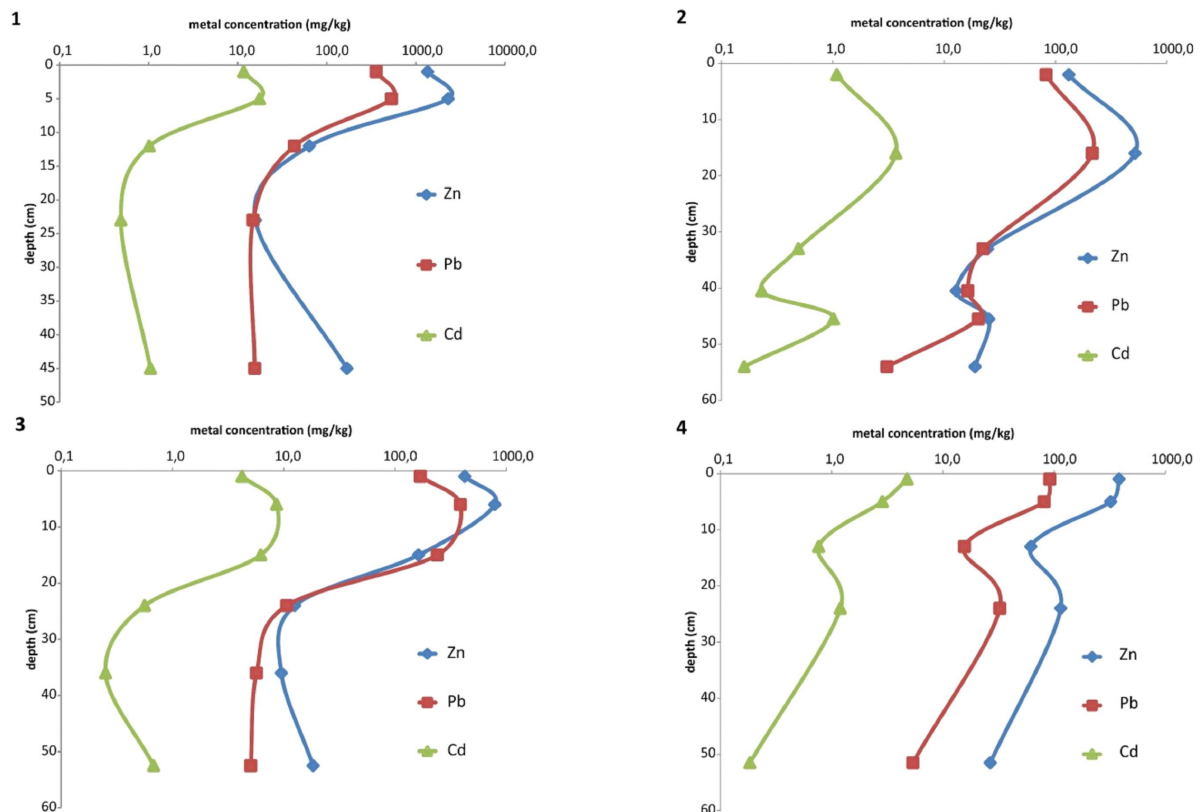 1
metal concentration (mg/kg)
0,1 1,0 10,0 100,0 1000,0 10000,0
0
5
10
15
20
25
30
35
40
45
50
depth (cm)
Zn
Pb
Cd
2
metal concentration (mg/kg)
0,1 1,0 10,0 100,0 1000,0
0
10
20
30
40
50
60
depth (cm)
Zn
Pb
Cd
3
metal concentration (mg/kg)
0,1 1,0 10,0 100,0 1000,0
0
10
20
30
40
50
60
depth (cm)
Zn
Pb
Cd
4
metal concentration (mg/kg)
0,1 1,0 10,0 100,0 1000,0
0
10
20
30
40
50
60
depth (cm)
Zn
Pb
Cd